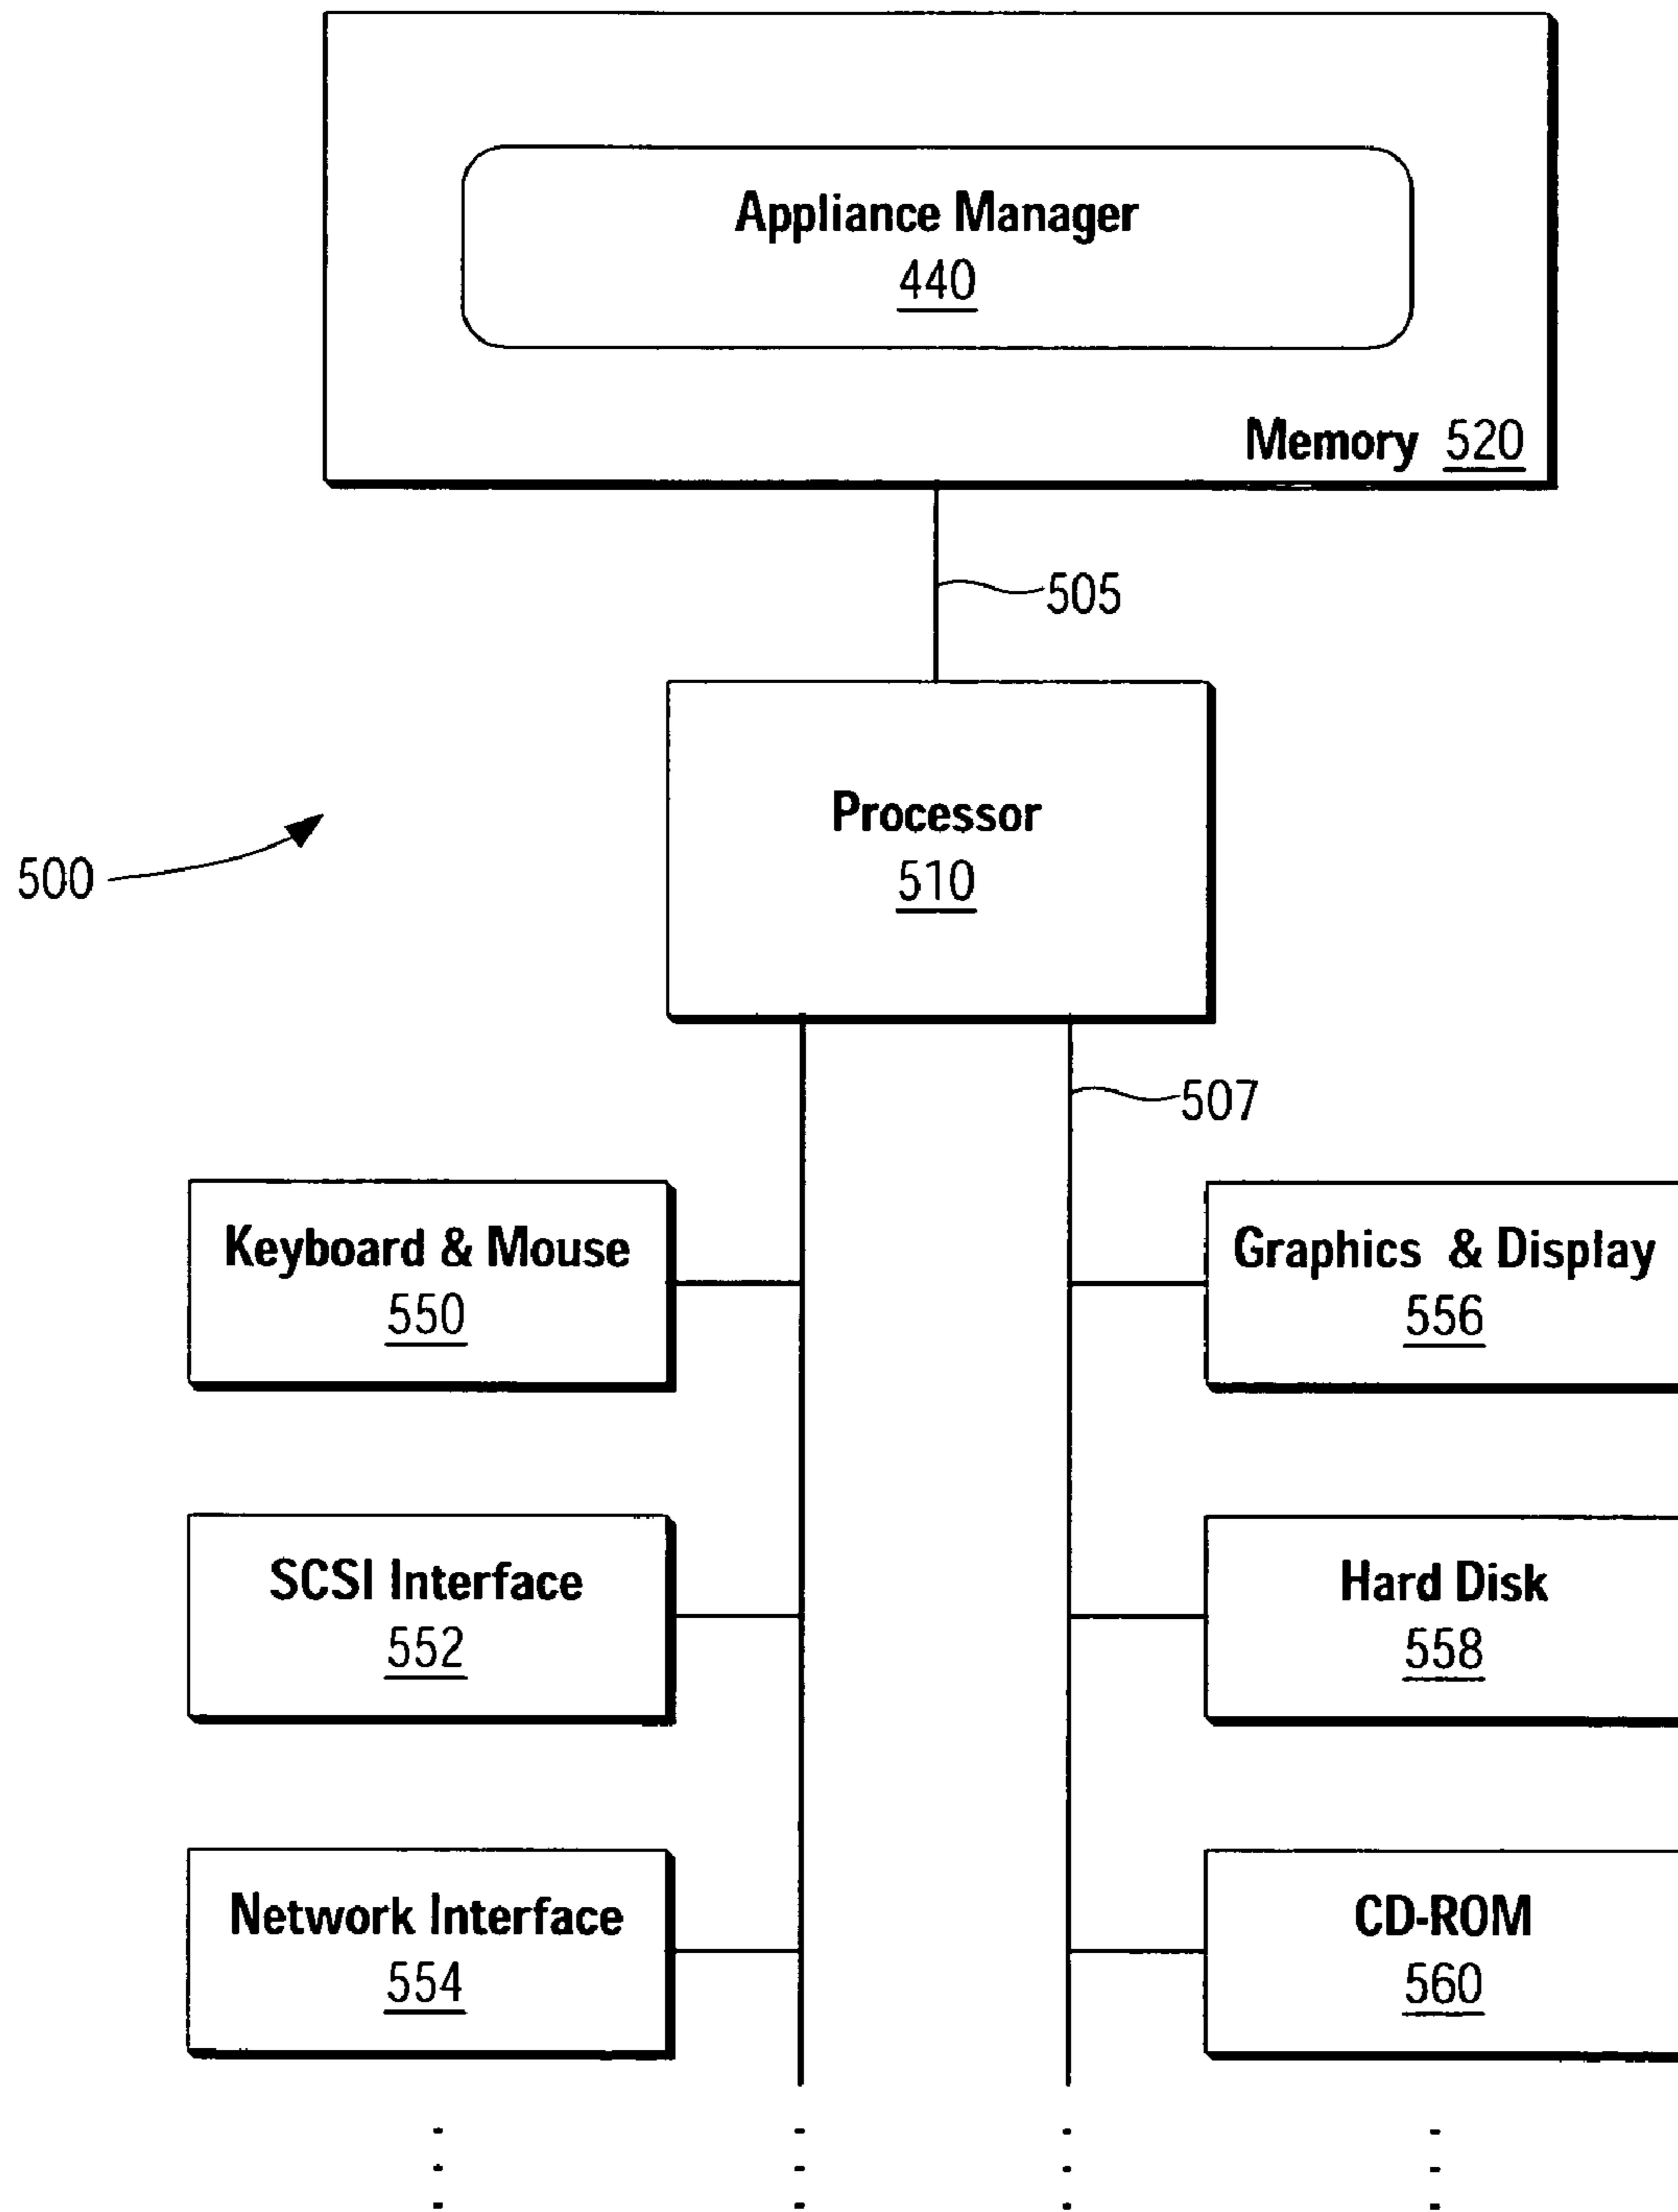 Appliance Manager
440
Memory 520
505
Processor
510
500
507
Keyboard & Mouse
550
Graphics & Display
556
SCSI Interface
552
Hard Disk
558
Network Interface
554
CD-ROM
560